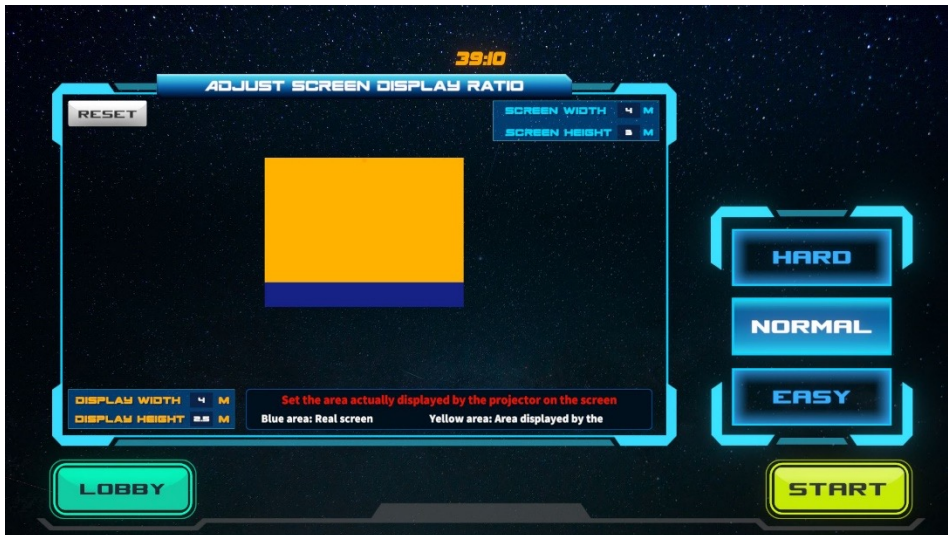 39:10
ADJUST SCREEN DISPLAY RATIO
RESET
SCREEN WIDTH 4 M
SCREEN HEIGHT 3 M
HARD
NORMAL
EASY
DISPLAY WIDTH 4 M
DISPLAY HEIGHT 2.5 M
Set the area actually displayed by the projector on the screen
Blue area: Real screen Yellow area: Area displayed by the
LOBBY
START